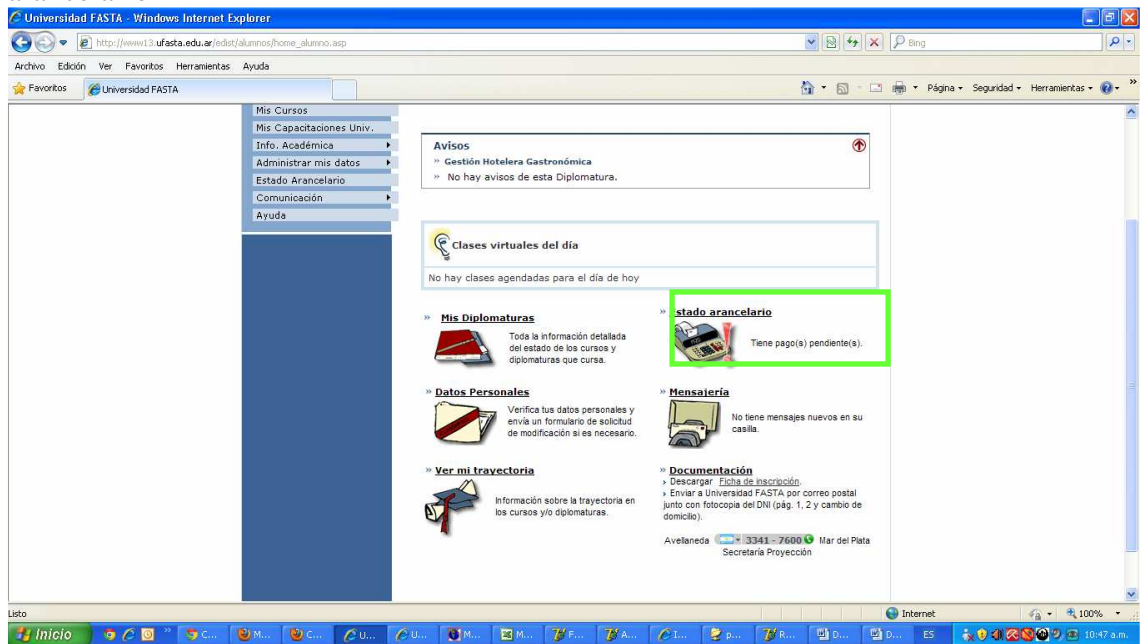 Universidad FASTA - Windows Internet Explorer
http://www13.ufasta.edu.ar/edist/alumnos/home_alumno.asp
Bing
Archivo Edición Ver Favoritos Herramientas Ayuda
Favoritos Universidad FASTA Página Seguridad Herramientas
Mis Cursos
Mis Capacitaciones Univ.
Info. Académica
Administrar mis datos
Estado Arancelario
Comunicación
Ayuda
Avisos
» Gestión Hotelera Gastronómica
» No hay avisos de esta Diplomatura.
Clases virtuales del día
No hay clases agendadas para el día de hoy
» Mis Diplomaturas
Toda la información detallada
del estado de los cursos y
diplomaturas que cursa.
» stado arancelario
Tiene pago(s) pendiente(s).
» Datos Personales
Verifica tus datos personales y
envía un formulario de solicitud
de modificación si es necesario.
» Mensajería
No tiene mensajes nuevos en su
casilla.
» Ver mi trayectoria
Información sobre la trayectoria en
los cursos y/o diplomaturas.
» Documentación
› Descargar Ficha de inscripción.
› Enviar a Universidad FASTA por correo postal
junto con fotocopia del DNI (pág. 1, 2 y cambio de
domicilio).
Avellaneda 3341 - 7600 Mar del Plata
Secretaría Proyección
Listo Internet 100%
Inicio C... M... C... U... U... M... M... F... A... I... p... R... D... D... ES 10:47 a.m.